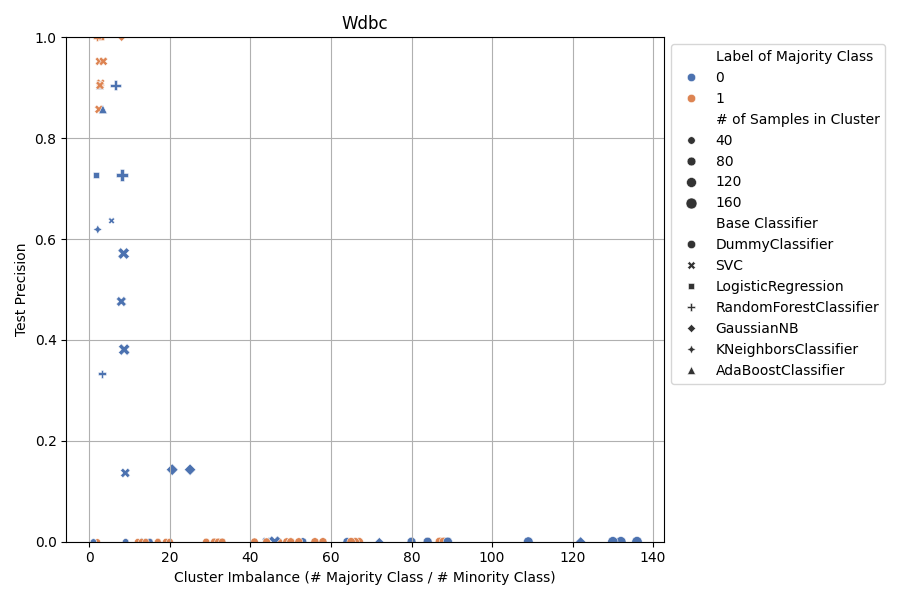 Wdbc
1.0
0.8
0.6
0.4
0.2
0.0
Test Precision
0 20 40 60 80 100 120 140
Cluster Imbalance (# Majority Class / # Minority Class)
Label of Majority Class
0
1
# of Samples in Cluster
40
80
120
160
Base Classifier
DummyClassifier
SVC
LogisticRegression
RandomForestClassifier
GaussianNB
KNeighborsClassifier
AdaBoostClassifier